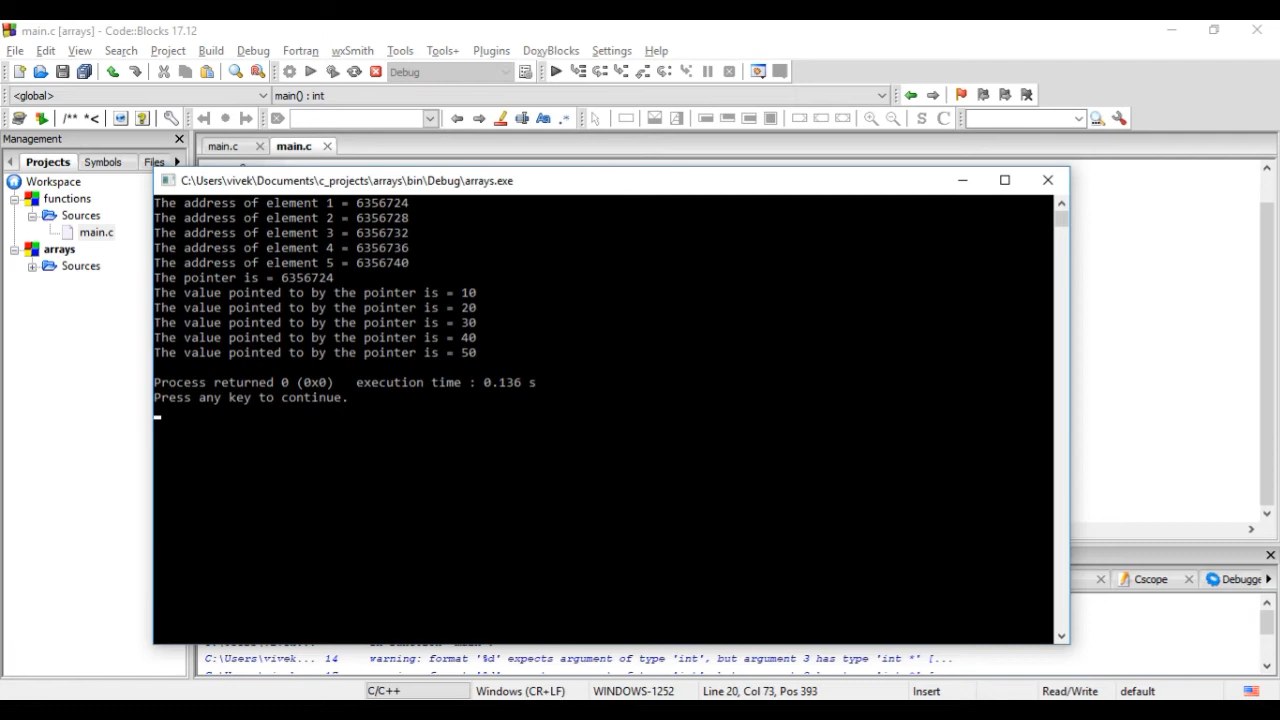 main.c [arrays] - Code::Blocks 17.12
File Edit View Search Project Build Debug Fortran wxSmith Tools Tools+ Plugins DoxyBlocks Settings Help
Debug
<global> main() : int
/** *< .* S C
Management
main.c main.c
Projects Symbols Files
Workspace
functions
Sources
main.c
arrays
Sources
C:\Users\vivek\Documents\c_projects\arrays\bin\Debug\arrays.exe
The address of element 1 = 6356724
The address of element 2 = 6356728
The address of element 3 = 6356732
The address of element 4 = 6356736
The address of element 5 = 6356740
The pointer is = 6356724
The value pointed to by the pointer is = 10
The value pointed to by the pointer is = 20
The value pointed to by the pointer is = 30
The value pointed to by the pointer is = 40
The value pointed to by the pointer is = 50
Process returned 0 (0x0) execution time : 0.136 s
Press any key to continue.
Cscope Debugge
C:\Users\vivek... 14 warning: format '%d' expects argument of type 'int', but argument 3 has type 'int *' [...
C/C++ Windows (CR+LF) WINDOWS-1252 Line 20, Col 73, Pos 393 Insert Read/Write default